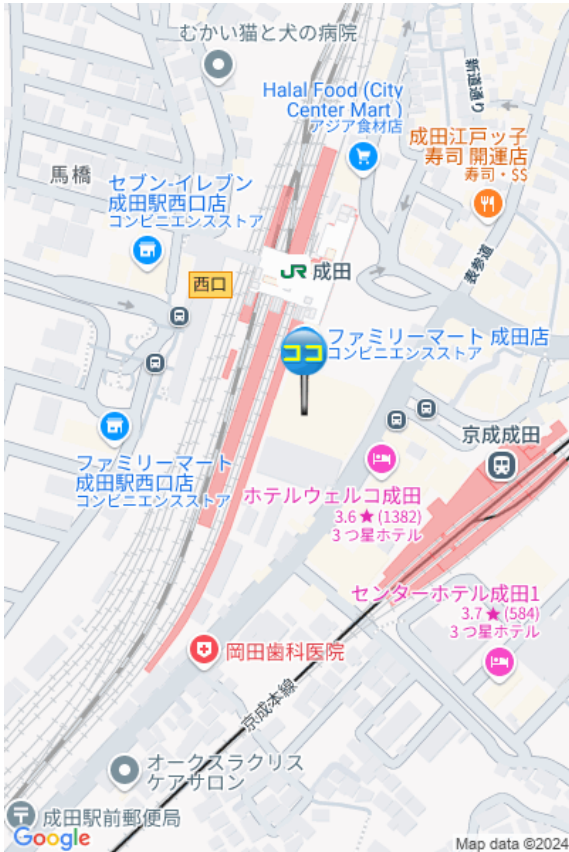 むかい猫と犬の病院
新道通り
Halal Food (City
Center Mart )
アジア食材店
成田江戸ッ子
寿司 開運店
寿司・SS
馬橋
セブン-イレブン
成田駅西口店
コンビニエンスストア
表参道
西口
JR 成田
ココ
ファミリーマート 成田店
コンビニエンスストア
京成成田
ファミリーマート
成田駅西口店
コンビニエンスストア
ホテルウェルコ成田
3.6★(1382)
3 つ星ホテル
センターホテル成田1
3.7★(584)
3 つ星ホテル
岡田歯科医院
京成本線
オークスラクリス
ケアサロン
成田駅前郵便局
Google
Map data ©2024